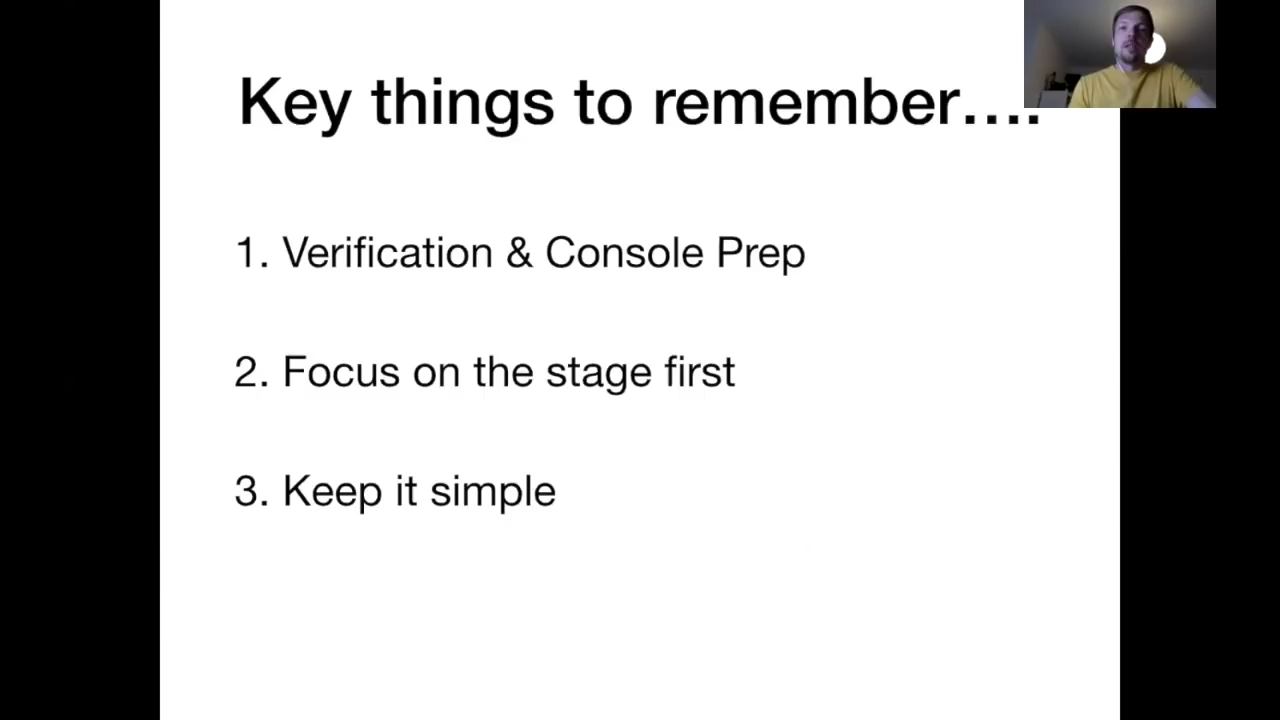 Key things to remember....
1. Verification & Console Prep
2. Focus on the stage first
3. Keep it simple